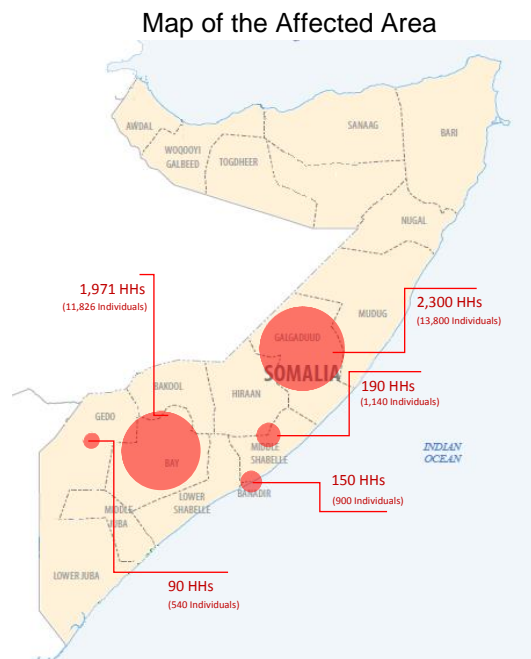 Map of the Affected Area
AWDAL
WOQOOYI
GALBEED
TOGDHEER
SANAAG
BARI
NUGAL
1,971 HHs
(11,826 Individuals)
2,300 HHs
(13,800 Individuals)
MUDUG
GALGADUUD
SOMALIA
190 HHs
(1,140 Individuals)
BAKOOL
HIRAAN
GEDO
MIDDLE
SHABELLE
INDIAN
OCEAN
BAY
150 HHs
(900 Individuals)
BANADIR
LOWER
SHABELLE
MIDDLE
JUBA
LOWER JUBA
90 HHs
(540 Individuals)